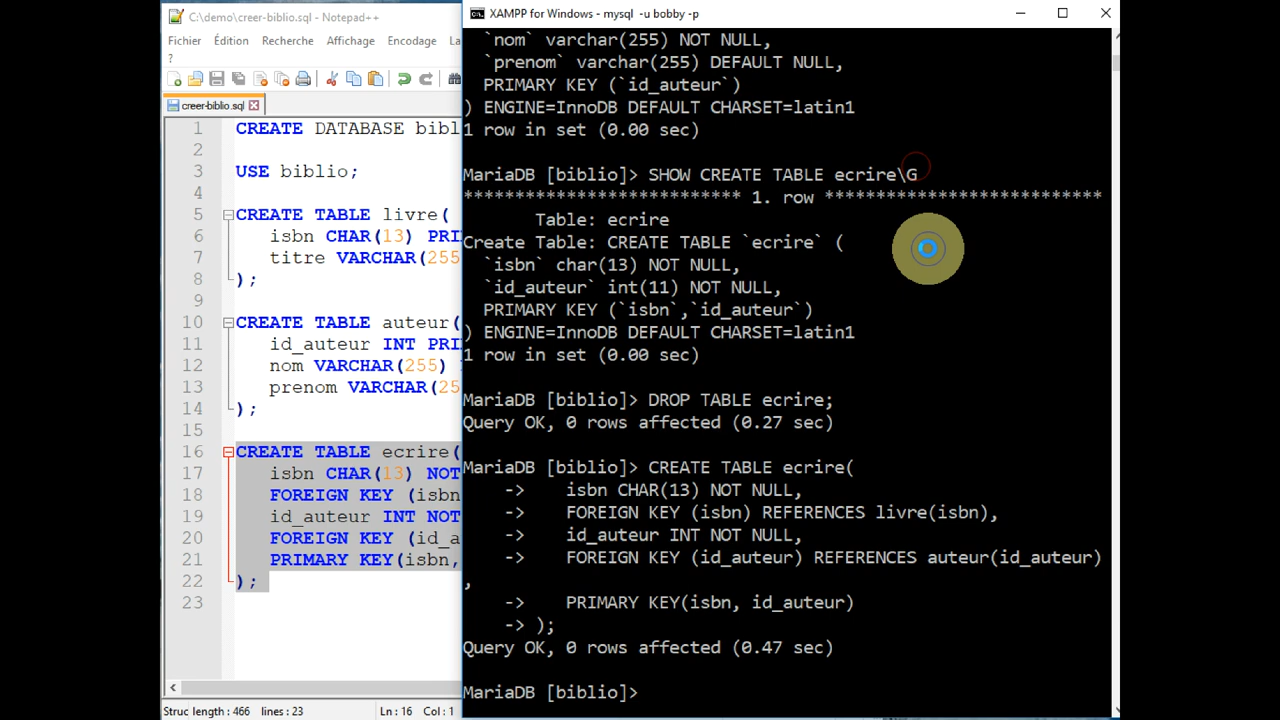 C:\demo\creer-biblio.sql - Notepad++
Fichier Édition Recherche Affichage Encodage La
?
creer-biblio.sql
1 CREATE DATABASE bibl
2
3 USE biblio;
4
5 CREATE TABLE livre(
6 isbn CHAR(13) PRI
7 titre VARCHAR(255
8 );
9
10 CREATE TABLE auteur(
11 id_auteur INT PRI
12 nom VARCHAR(255)
13 prenom VARCHAR(25
14 );
15
16 CREATE TABLE ecrire(
17 isbn CHAR(13) NOT
18 FOREIGN KEY (isbn
19 id_auteur INT NOT
20 FOREIGN KEY (id_a
21 PRIMARY KEY(isbn,
22 );
23
Struc length : 466 lines : 23 Ln : 16 Col : 1
XAMPP for Windows - mysql -u bobby -p
`nom` varchar(255) NOT NULL,
`prenom` varchar(255) DEFAULT NULL,
PRIMARY KEY (`id_auteur`)
) ENGINE=InnoDB DEFAULT CHARSET=latin1
1 row in set (0.00 sec)
MariaDB [biblio]> SHOW CREATE TABLE ecrire\G
*************************** 1. row ***************************
Table: ecrire
Create Table: CREATE TABLE `ecrire` (
`isbn` char(13) NOT NULL,
`id_auteur` int(11) NOT NULL,
PRIMARY KEY (`isbn`,`id_auteur`)
) ENGINE=InnoDB DEFAULT CHARSET=latin1
1 row in set (0.00 sec)
MariaDB [biblio]> DROP TABLE ecrire;
Query OK, 0 rows affected (0.27 sec)
MariaDB [biblio]> CREATE TABLE ecrire(
-> isbn CHAR(13) NOT NULL,
-> FOREIGN KEY (isbn) REFERENCES livre(isbn),
-> id_auteur INT NOT NULL,
-> FOREIGN KEY (id_auteur) REFERENCES auteur(id_auteur)
,
-> PRIMARY KEY(isbn, id_auteur)
-> );
Query OK, 0 rows affected (0.47 sec)
MariaDB [biblio]>